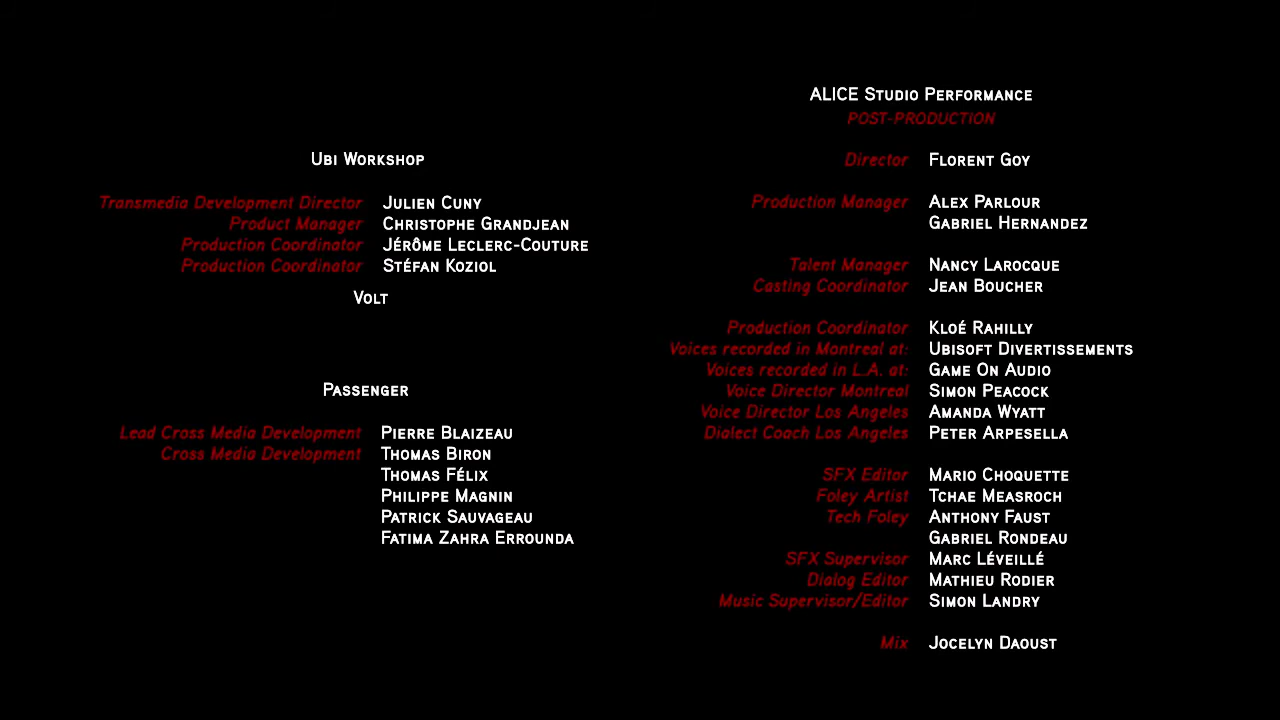 Ubi Workshop
Transmedia Development Director Julien Cuny
Product Manager Christophe Grandjean
Production Coordinator Jérôme Leclerc-Couture
Production Coordinator Stéfan Koziol
Volt
Passenger
Lead Cross Media Development Pierre Blaizeau
Cross Media Development Thomas Biron
Thomas Félix
Philippe Magnin
Patrick Sauvageau
Fatima Zahra Errounda
ALICE Studio Performance
POST-PRODUCTION
Director Florent Goy
Production Manager Alex Parlour
Gabriel Hernandez
Talent Manager Nancy Larocque
Casting Coordinator Jean Boucher
Production Coordinator Kloé Rahilly
Voices recorded in Montreal at: Ubisoft Divertissements
Voices recorded in L.A. at: Game On Audio
Voice Director Montreal Simon Peacock
Voice Director Los Angeles Amanda Wyatt
Dialect Coach Los Angeles Peter Arpesella
SFX Editor Mario Choquette
Foley Artist Tchae Measroch
Tech Foley Anthony Faust
Gabriel Rondeau
SFX Supervisor Marc Léveillé
Dialog Editor Mathieu Rodier
Music Supervisor/Editor Simon Landry
Mix Jocelyn Daoust